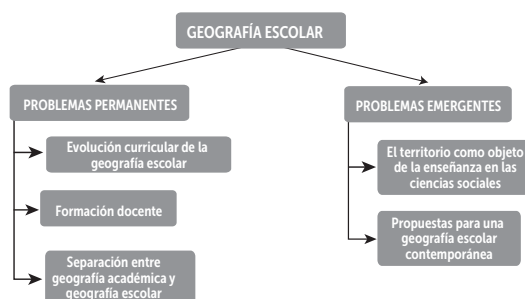 GEOGRAFÍA ESCOLAR
PROBLEMAS PERMANENTES
Evolución curricular de la
geografía escolar
Formación docente
Separación entre
geografía académica y
geografía escolar
PROBLEMAS EMERGENTES
El territorio como objeto
de la enseñanza en las
ciencias sociales
Propuestas para una
geografía escolar
contemporánea